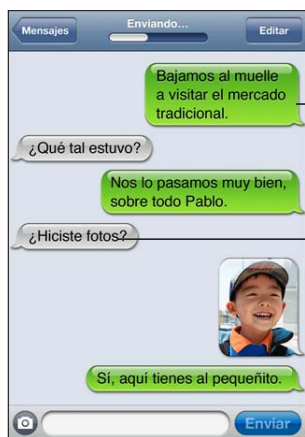 Mensajes
Enviando...
Editar
Bajamos al muelle
a visitar el mercado
tradicional.
¿Qué tal estuvo?
Nos lo pasamos muy bien,
sobre todo Pablo.
¿Hiciste fotos?
Sí, aquí tienes al pequeñito.
Enviar